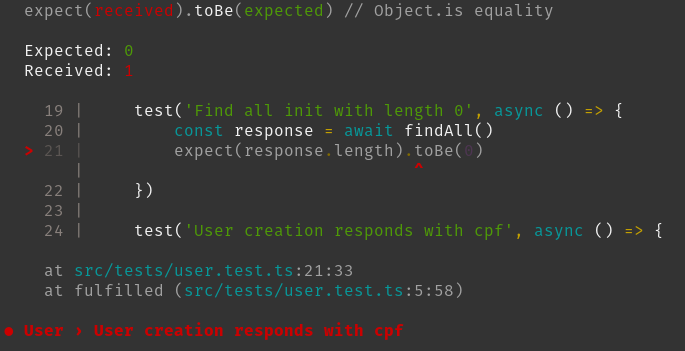 expect(received).toBe(expected) // Object.is equality
Expected: 0
Received: 1
19 |     test('Find all init with length 0', async () => {
20 |         const response = await findAll()
> 21 |         expect(response.length).toBe(0)
|                                  ^
22 |     })
23 |
24 |     test('User creation responds with cpf', async () => {
at src/tests/user.test.ts:21:33
at fulfilled (src/tests/user.test.ts:5:58)
● User › User creation responds with cpf